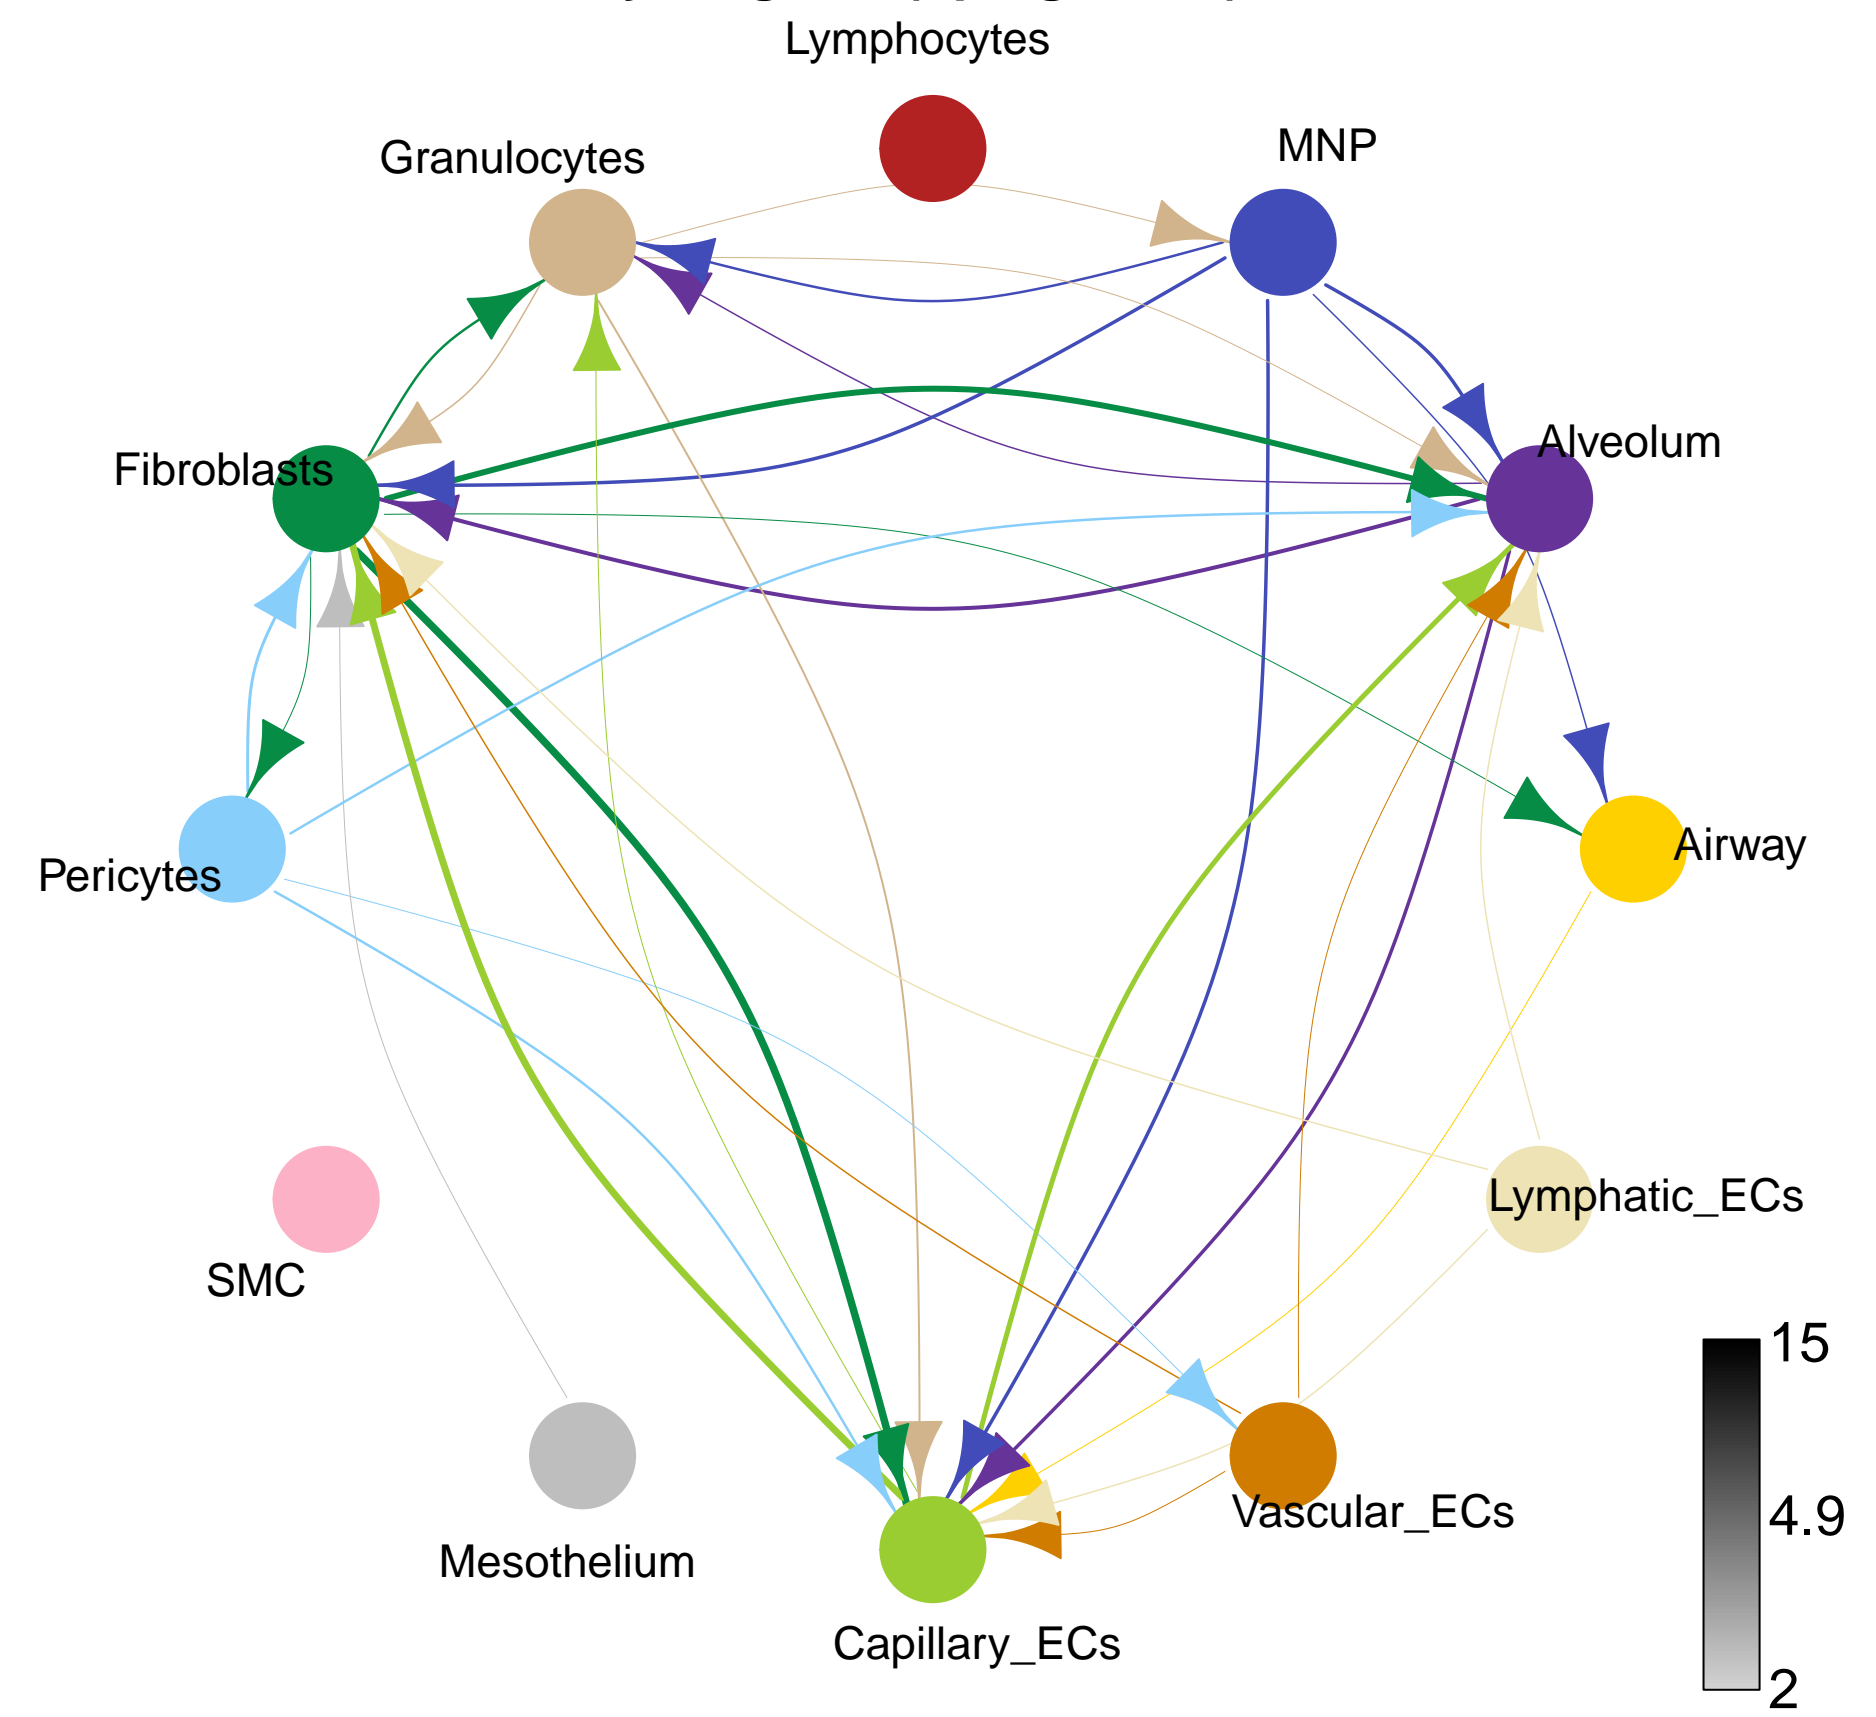 Lymphocytes
MNP
Granulocytes
Alveolum
Fibroblasts
Airway
Pericytes
Lymphatic_ECs
SMC
15
4.9
Vascular_ECs
Mesothelium
Capillary_ECs
2